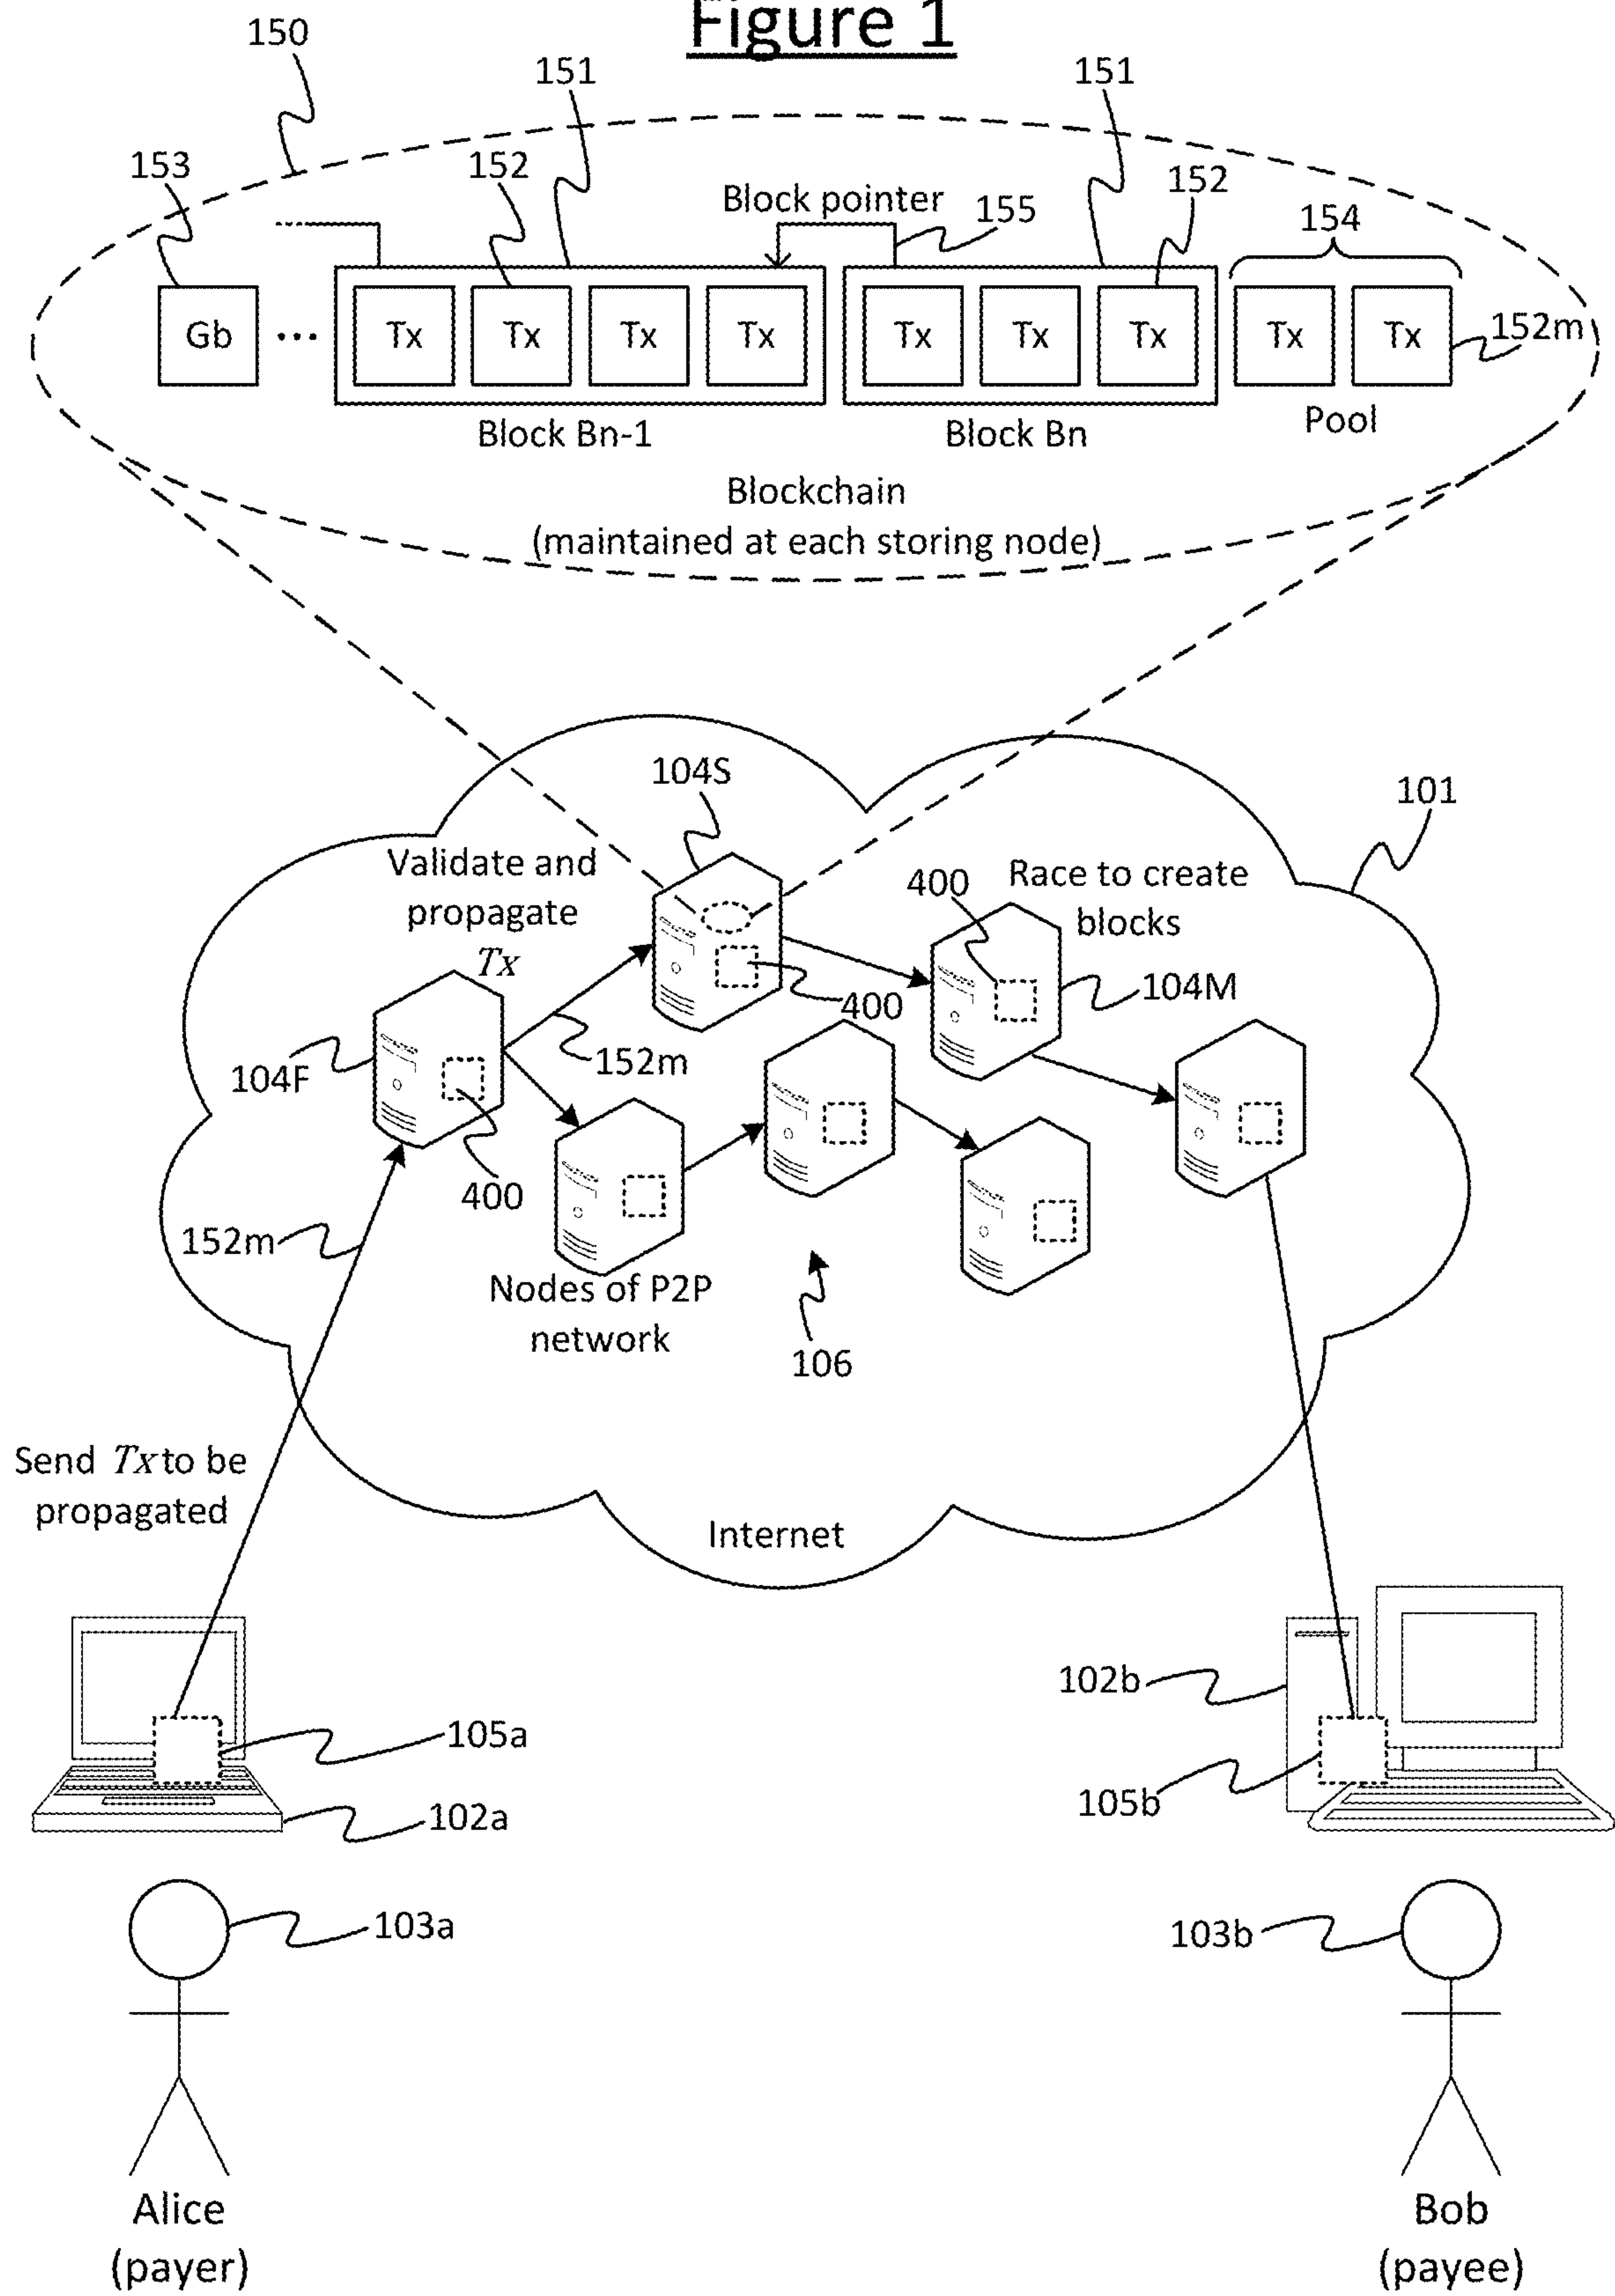 Figure 1
150
151
151
153
152
Block pointer
155
152
154
Gb
...
Tx
Tx
Tx
Tx
Tx
Tx
Tx
Tx
Tx
152m
Block Bn-1
Block Bn
Pool
Blockchain
(maintained at each storing node)
104S
101
Validate and
propagate
Tx
400
Race to create
blocks
104M
400
104F
152m
400
152m
Nodes of P2P
network
106
Send Tx to be
propagated
Internet
102b
105a
105b
102a
103a
103b
Alice
(payer)
Bob
(payee)